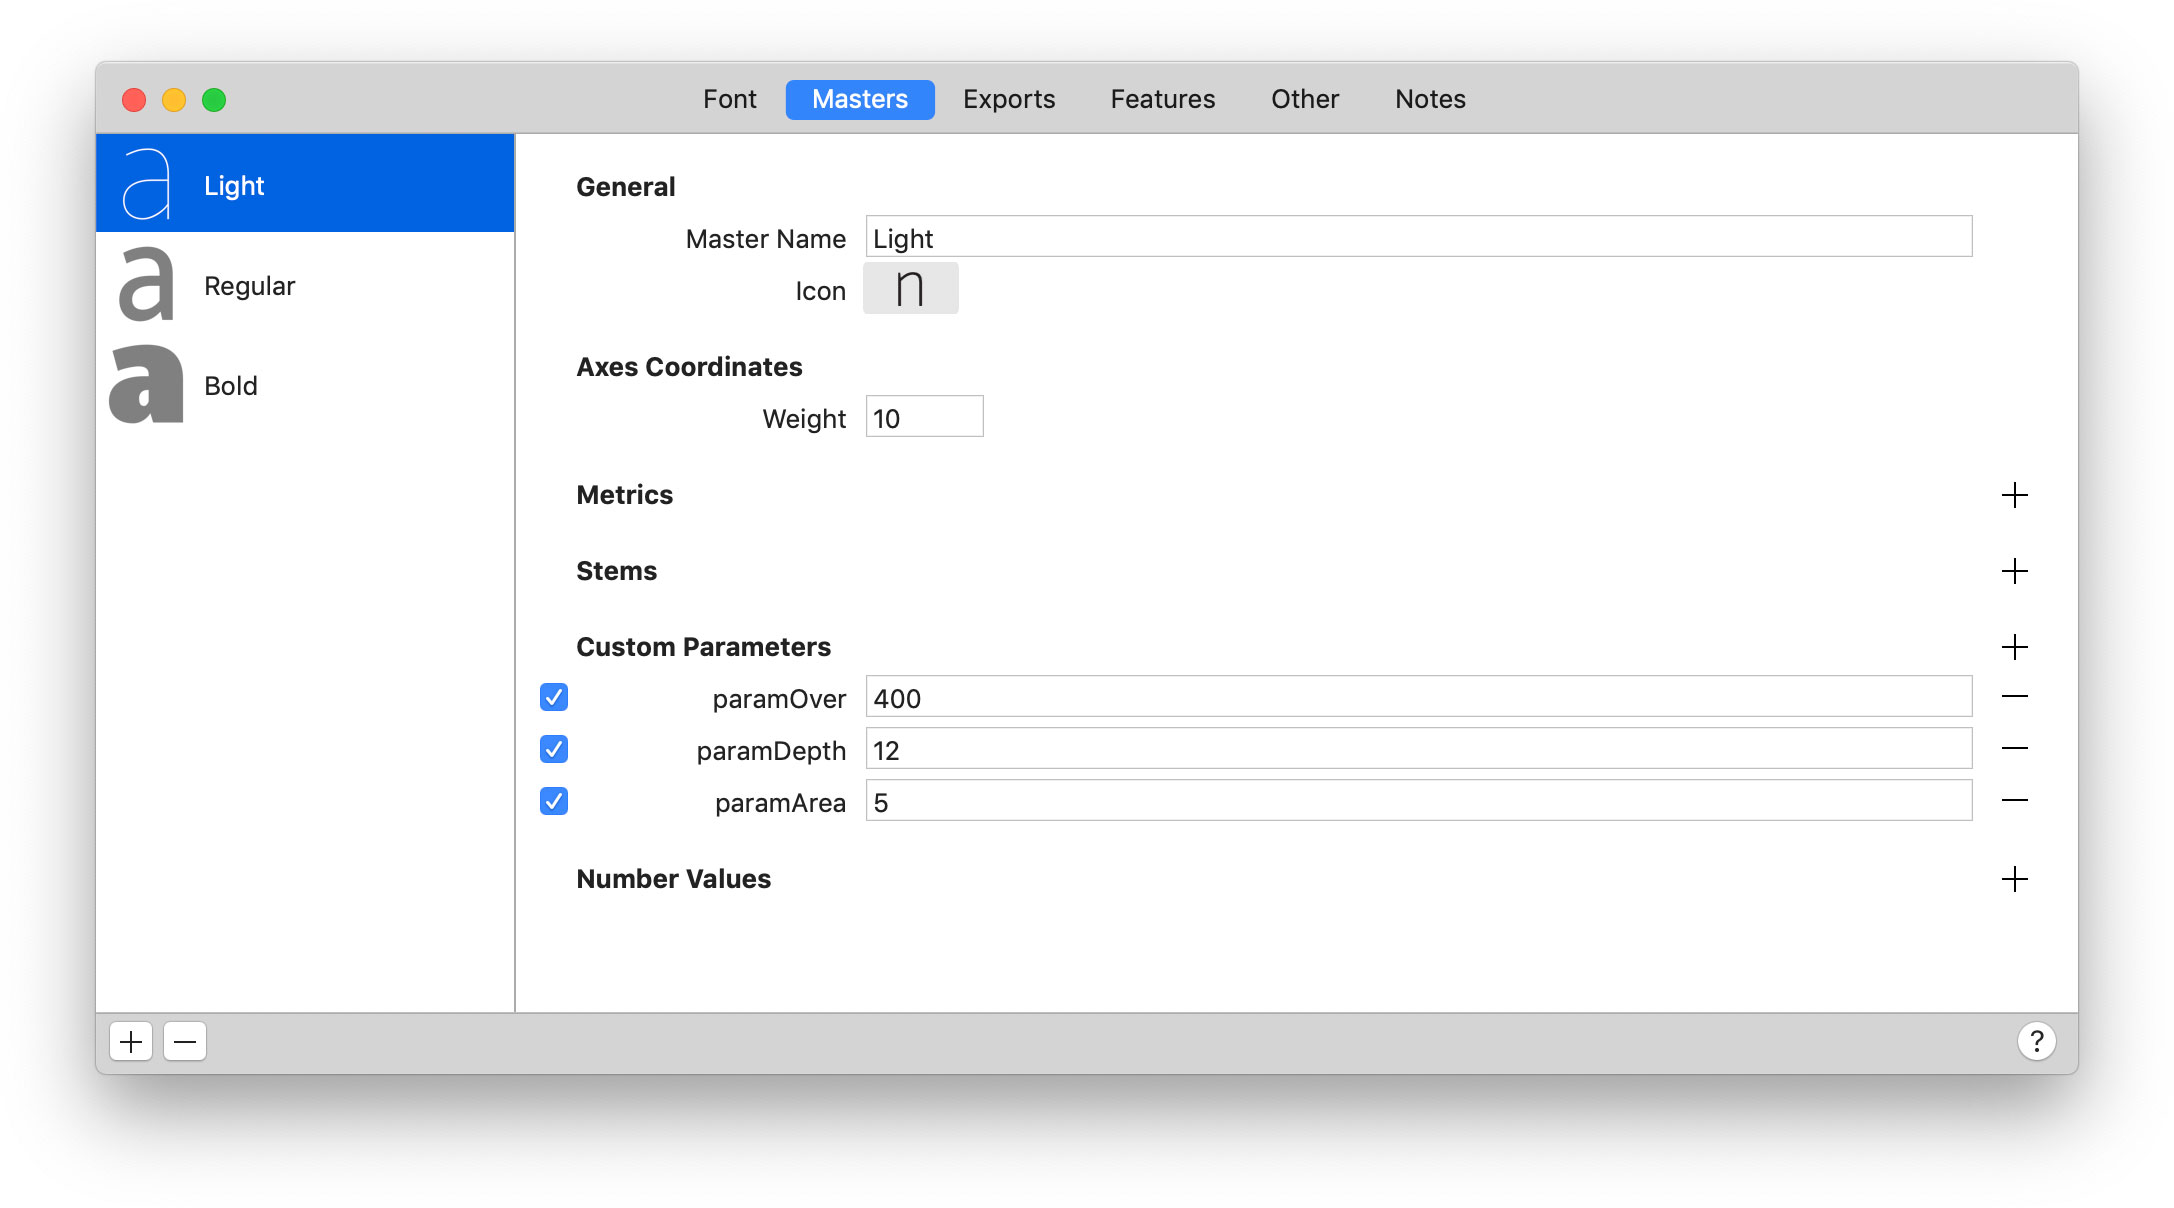 Font Masters Exports Features Other Notes
a Light
a Regular
a Bold
General
Master Name Light
Icon n
Axes Coordinates
Weight 10
Metrics
Stems
Custom Parameters
paramOver 400
paramDepth 12
paramArea 5
Number Values
?